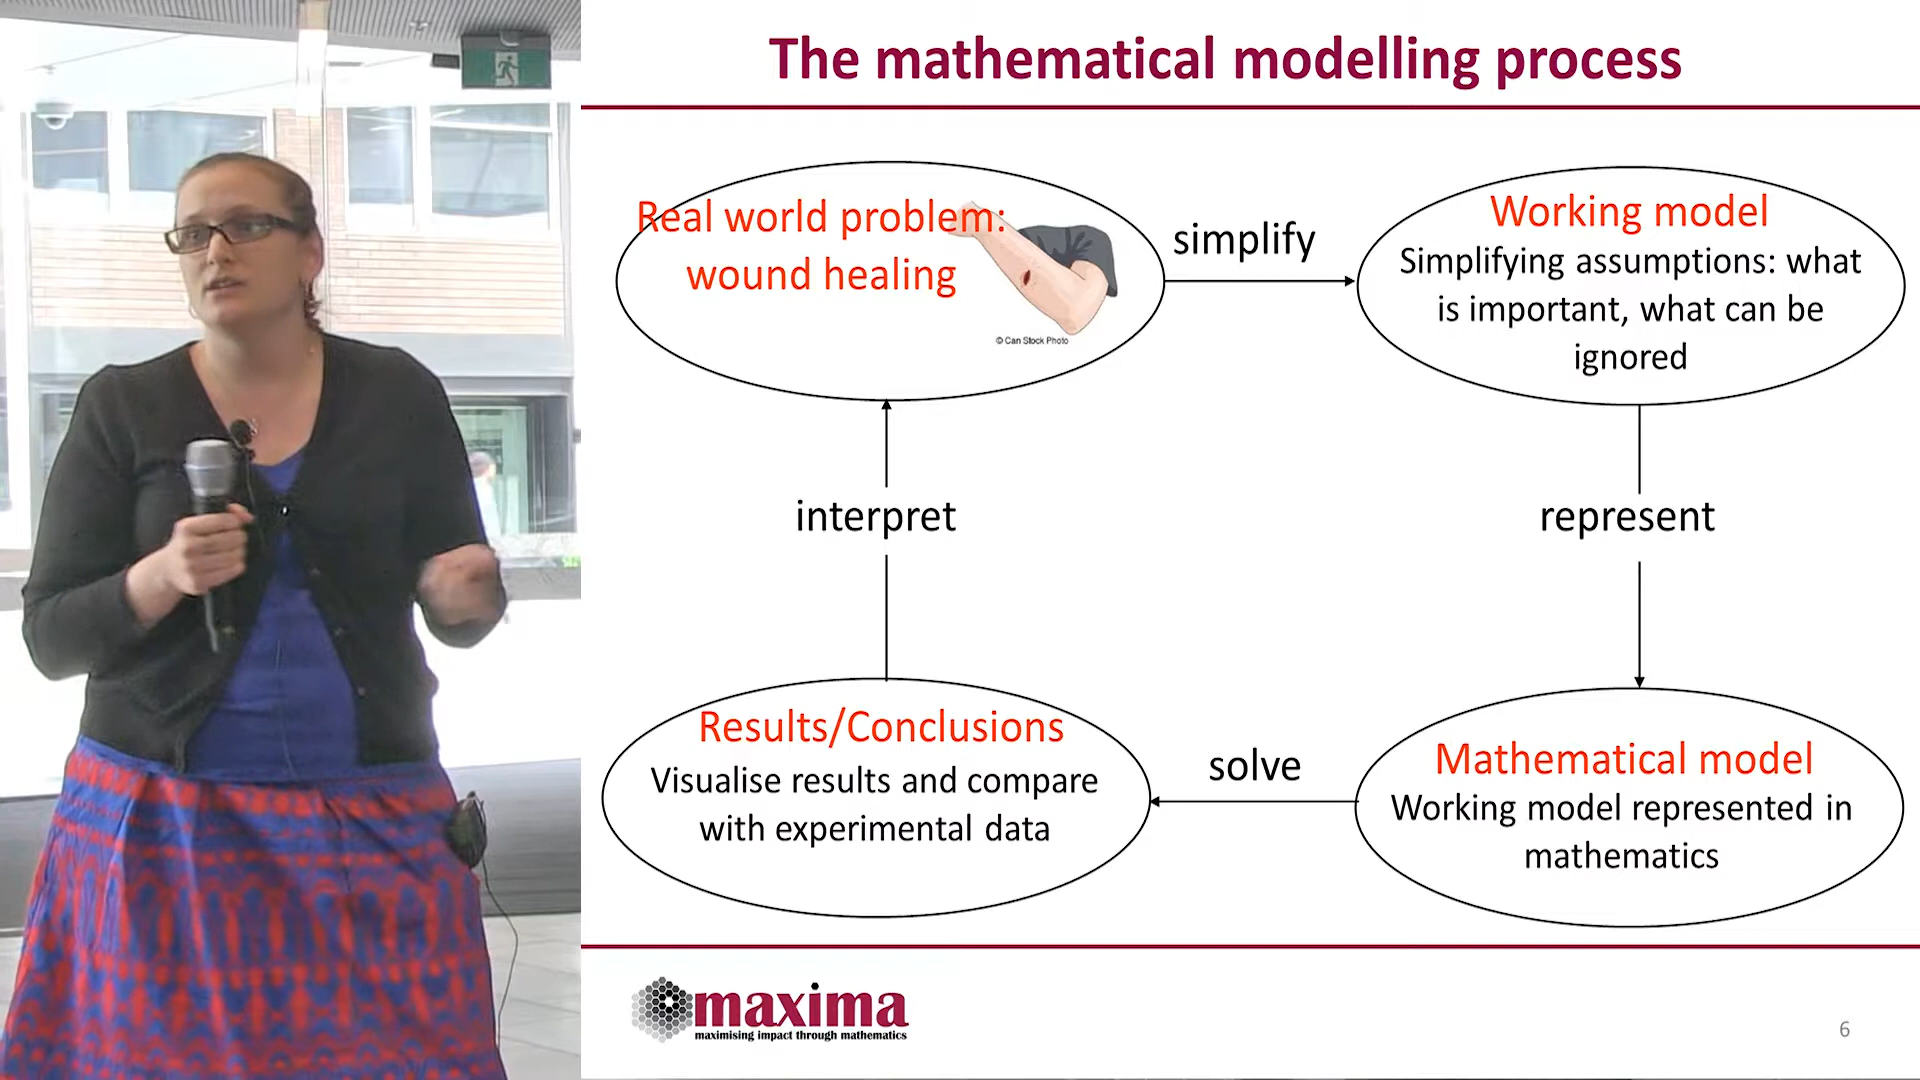 The mathematical modelling process
Real world problem:
wound healing
© Can Stock Photo
simplify
Working model
Simplifying assumptions: what
is important, what can be
ignored
interpret
represent
Results/Conclusions
Visualise results and compare
with experimental data
solve
Mathematical model
Working model represented in
mathematics
maxima
maximising impact through mathematics
6